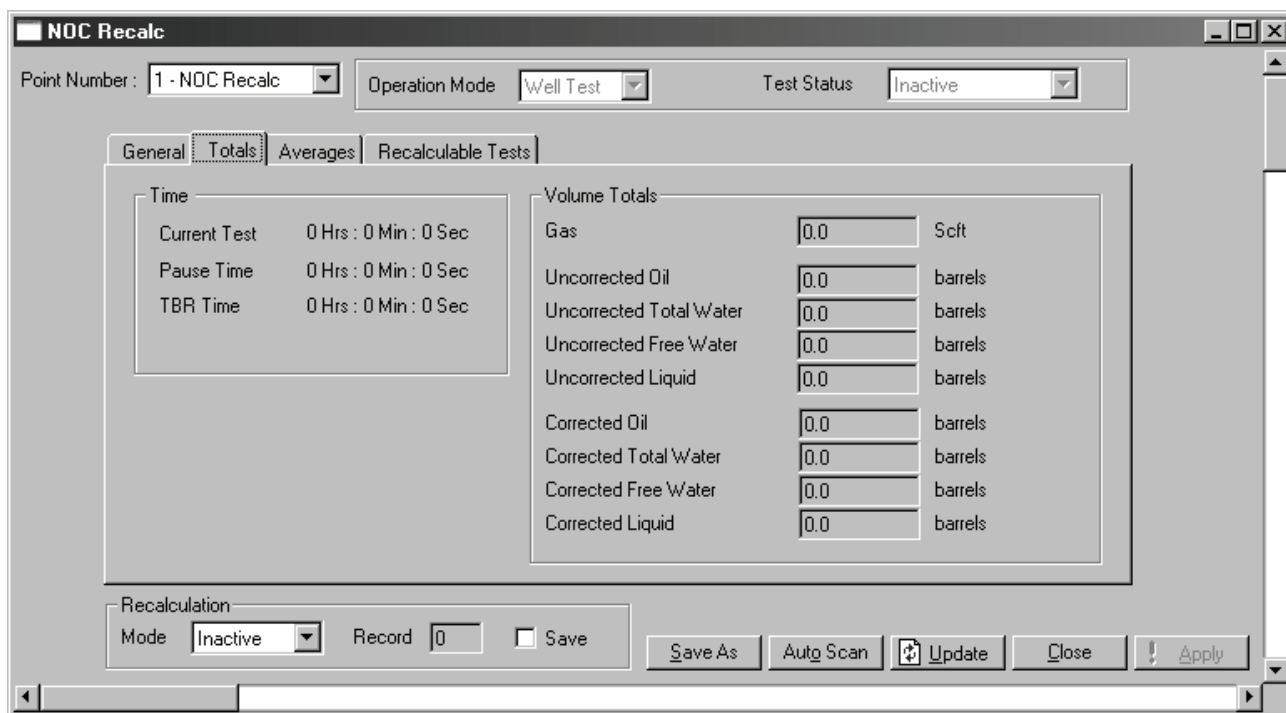 NOC Recalc
Point Number : 1 - NOC Recalc Operation Mode Well Test Test Status Inactive
General Totals Averages Recalculable Tests
Time
Current Test 0 Hrs : 0 Min : 0 Sec
Pause Time 0 Hrs : 0 Min : 0 Sec
TBR Time 0 Hrs : 0 Min : 0 Sec
Volume Totals
Gas 0.0 Scft
Uncorrected Oil 0.0 barrels
Uncorrected Total Water 0.0 barrels
Uncorrected Free Water 0.0 barrels
Uncorrected Liquid 0.0 barrels
Corrected Oil 0.0 barrels
Corrected Total Water 0.0 barrels
Corrected Free Water 0.0 barrels
Corrected Liquid 0.0 barrels
Recalculation
Mode Inactive Record 0 Save
Save As Auto Scan Update Close ! Apply